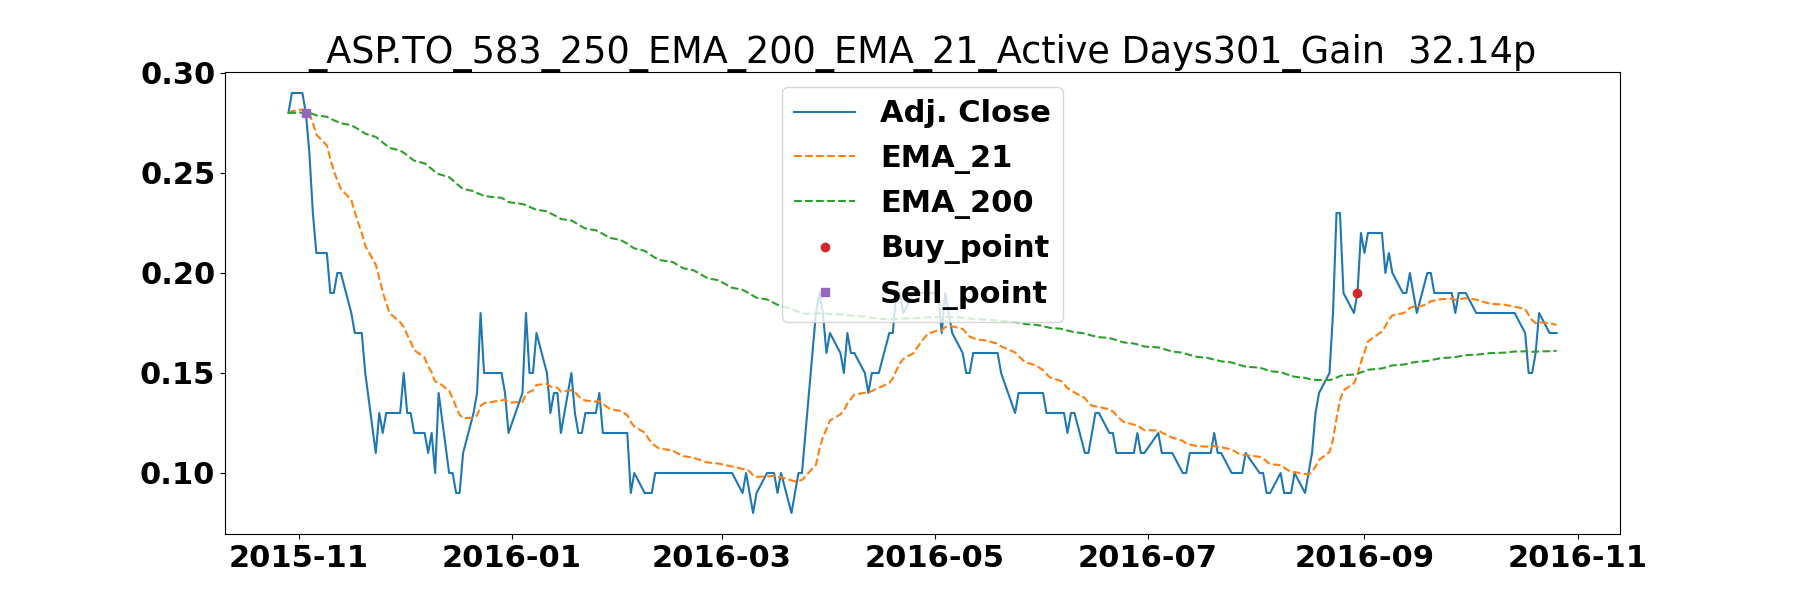 _ASP.TO_583_250_EMA_200_EMA_21_Active Days301_Gain  32.14p
0.30
0.25
0.20
0.15
0.10
Adj. Close
EMA_21
EMA_200
Buy_point
Sell_point
2015-11
2016-01
2016-03
2016-05
2016-07
2016-09
2016-11